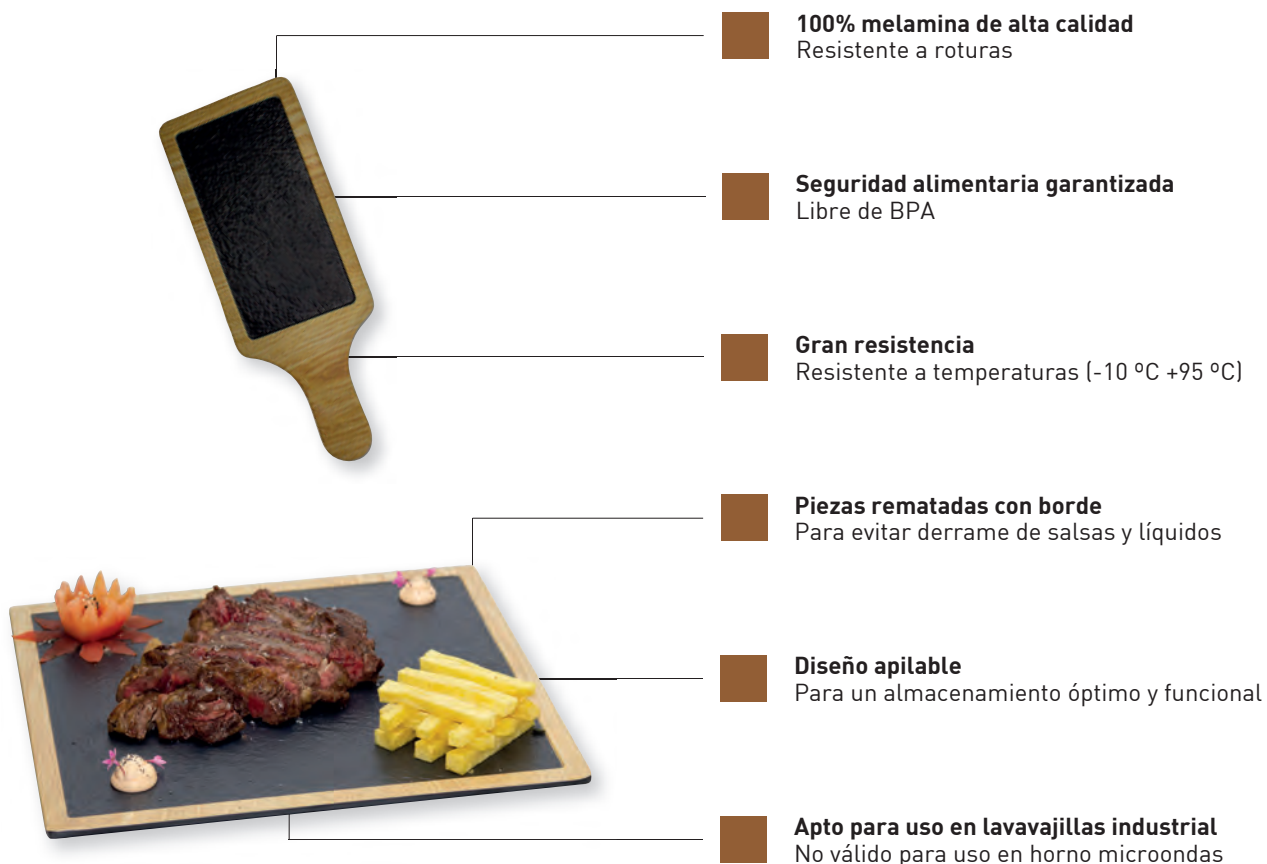 100% melamina de alta calidad
Resistente a roturas
Seguridad alimentaria garantizada
Libre de BPA
Gran resistencia
Resistente a temperaturas (-10 ºC +95 ºC)
Piezas rematadas con borde
Para evitar derrame de salsas y líquidos
Diseño apilable
Para un almacenamiento óptimo y funcional
Apto para uso en lavavajillas industrial
No válido para uso en horno microondas